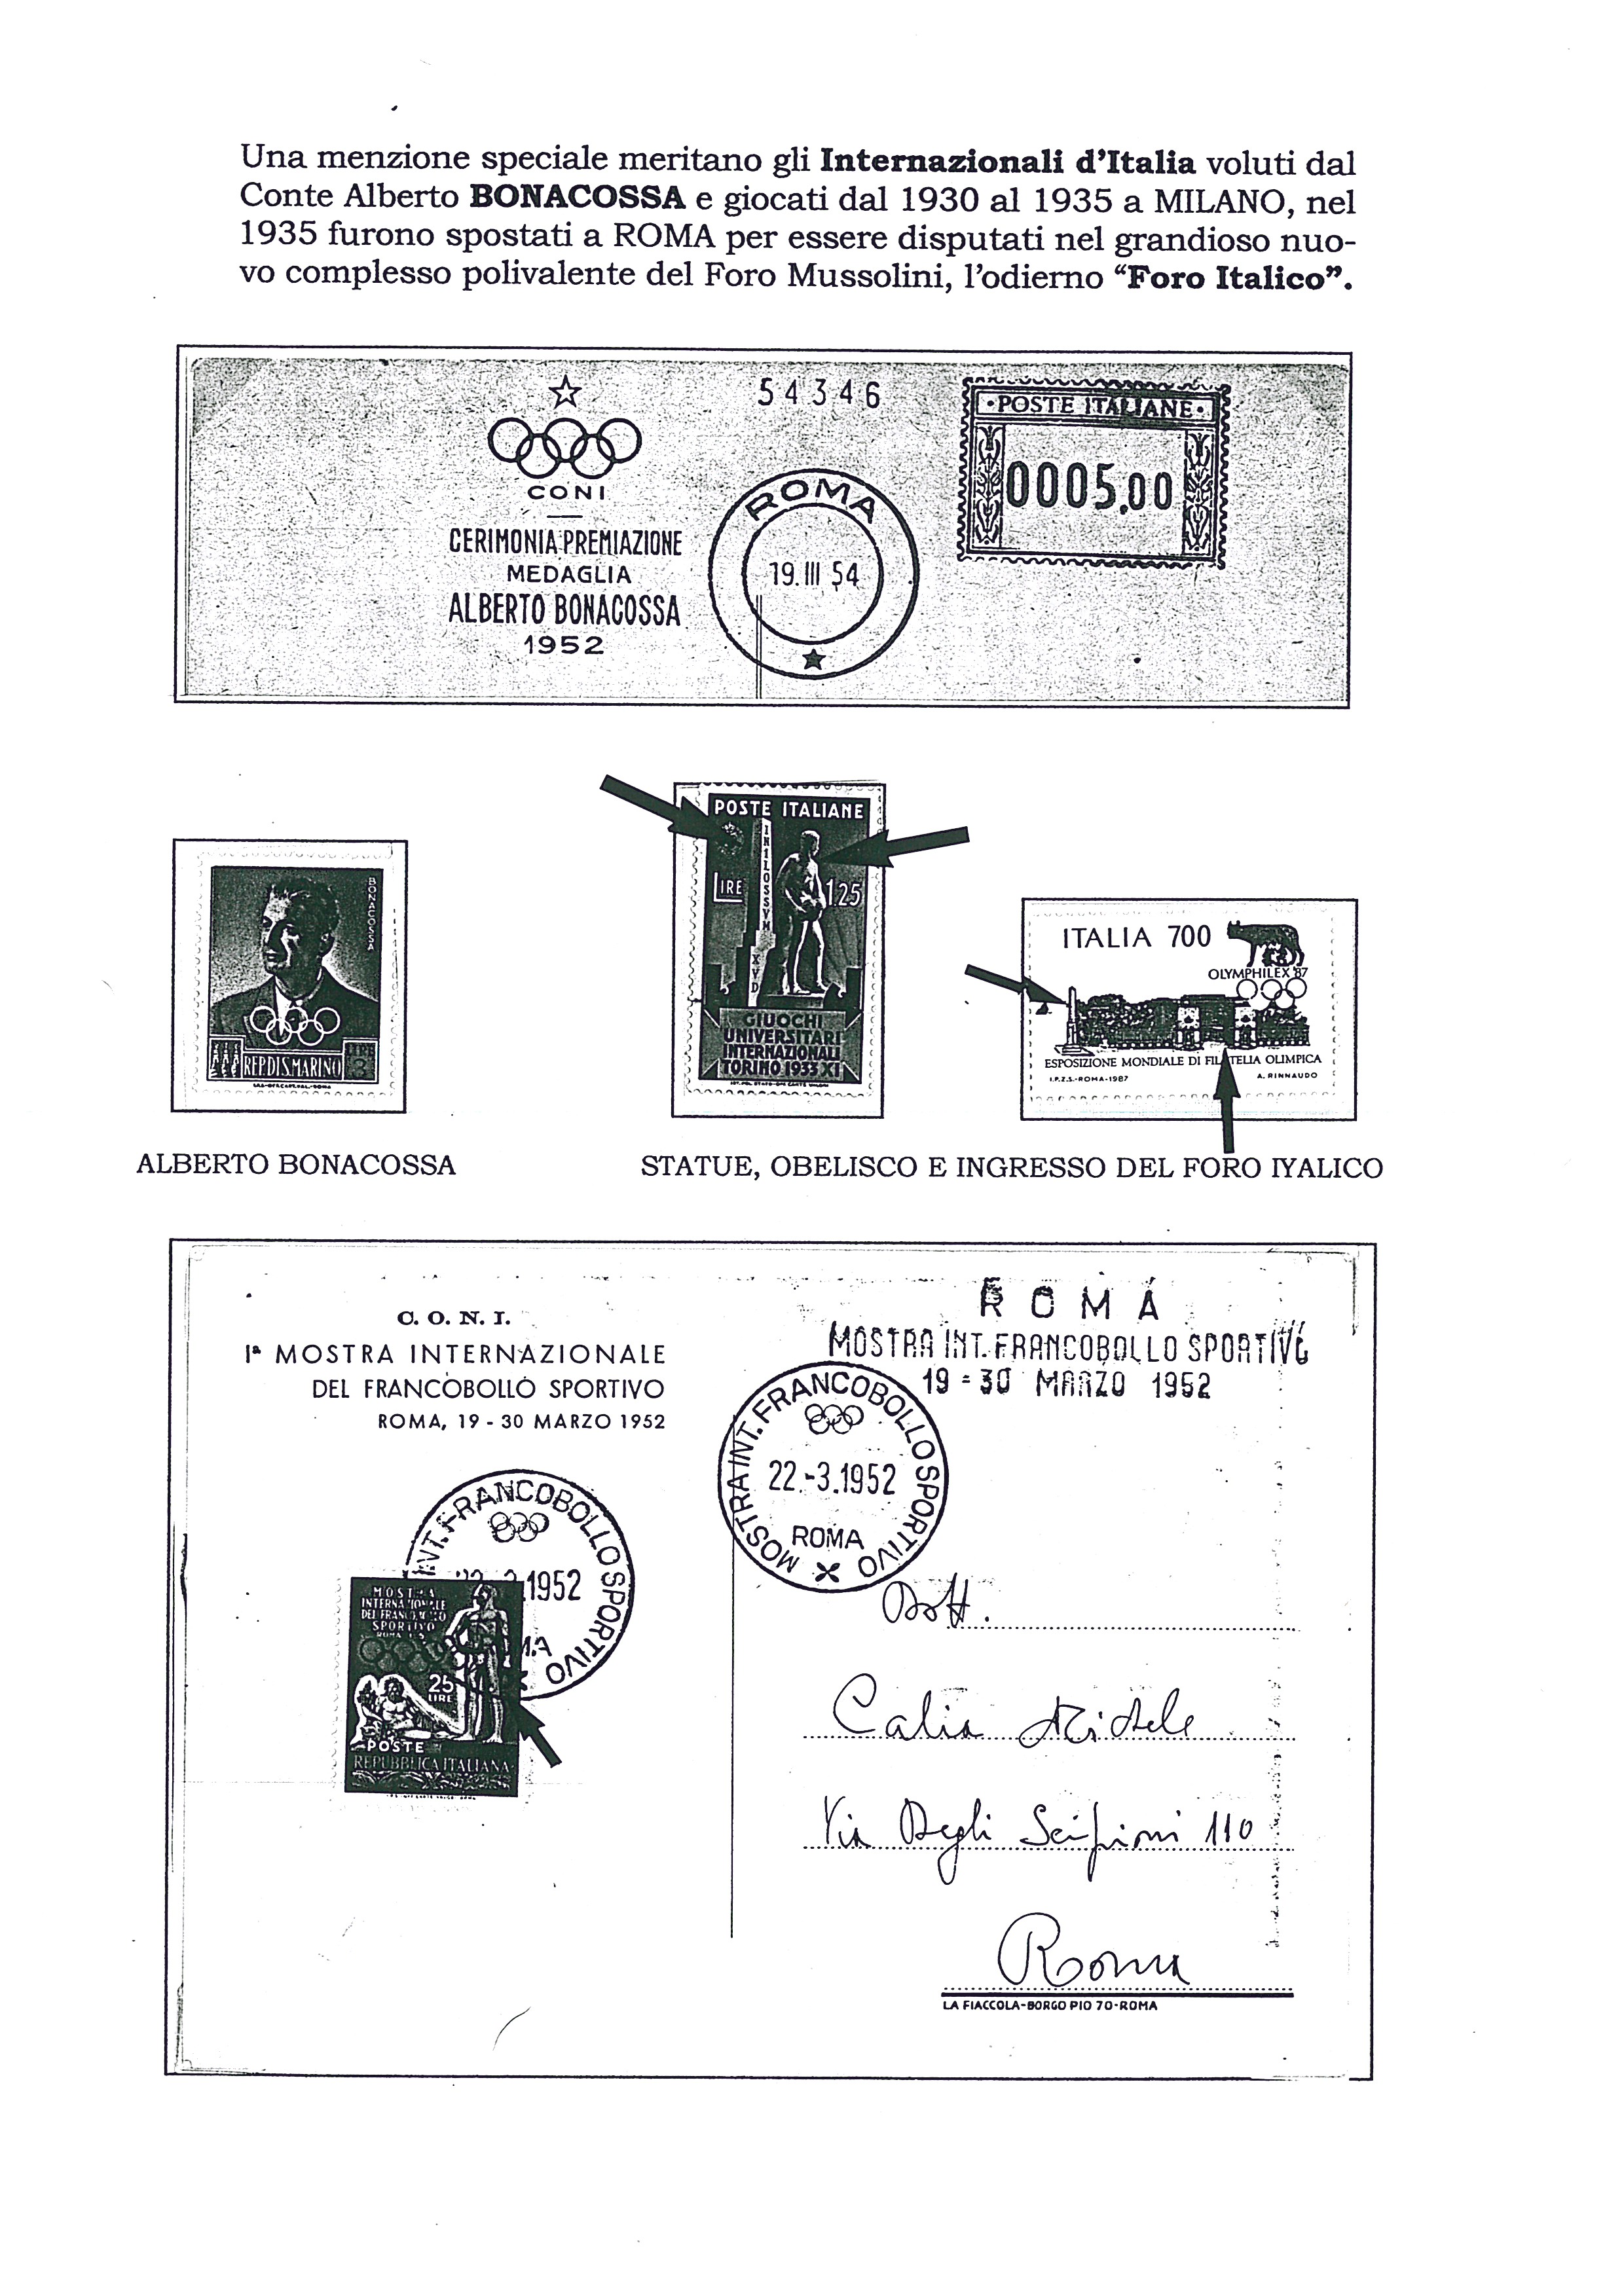 Una menzione speciale meritano gli Internazionali d'Italia voluti dal
Conte Alberto BONACOSSA e giocati dal 1930 al 1935 a MILANO, nel
1935 furono spostati a ROMA per essere disputati nel grandioso nuo-
vo complesso polivalente del Foro Mussolini, l'odierno “Foro Italico”.
CONI
CERIMONIA PREMIAZIONE
MEDAGLIA
ALBERTO BONACOSSA
1952
54346
ROMA
19.III 54
·POSTE ITALIANE·
0005,00
BONACOSSA
REP.DI S.MARINO
LIRE
3
POSTE ITALIANE
LIRE 1,25
GIUOCHI
UNIVERSITARI
INTERNAZIONALI
TORINO 1933 XI
ITALIA 700
OLYMPHILEX '87
ESPOSIZIONE MONDIALE DI FILATELIA OLIMPICA
I.P.Z.S.-ROMA-1987
A. RINNAUDO
ALBERTO BONACOSSA
STATUE, OBELISCO E INGRESSO DEL FORO IYALICO
C. O. N. I.
1ª MOSTRA INTERNAZIONALE
DEL FRANCOBOLLO SPORTIVO
ROMA, 19 - 30 MARZO 1952
ROMA
MOSTRA INT. FRANCOBOLLO SPORTIVO
19 = 30 MARZO 1952
MOSTRA INT. FRANCOBOLLO SPORTIVO
22.-3.1952
ROMA
INT. FRANCOBOLLO SPORTIVO
1952
MOSTRA
INTERNAZIONALE
DEL FRANCOBOLLO
SPORTIVO
25
LIRE
POSTE
REPUBBLICA ITALIANA
Dott.
Calia Michele
Via Degli Scipioni 110
Roma
LA FIACCOLA-BORGO PIO 70-ROMA